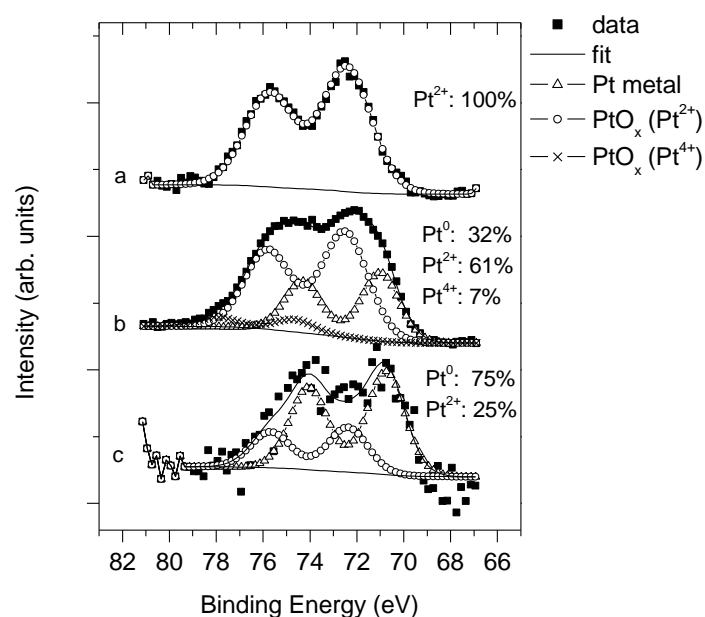 data
fit
Pt metal
PtOₓ (Pt²⁺)
PtOₓ (Pt⁴⁺)
Pt²⁺: 100%
a
Pt⁰: 32%
Pt²⁺: 61%
Pt⁴⁺: 7%
b
Pt⁰: 75%
Pt²⁺: 25%
c
Intensity (arb. units)
82 80 78 76 74 72 70 68 66
Binding Energy (eV)